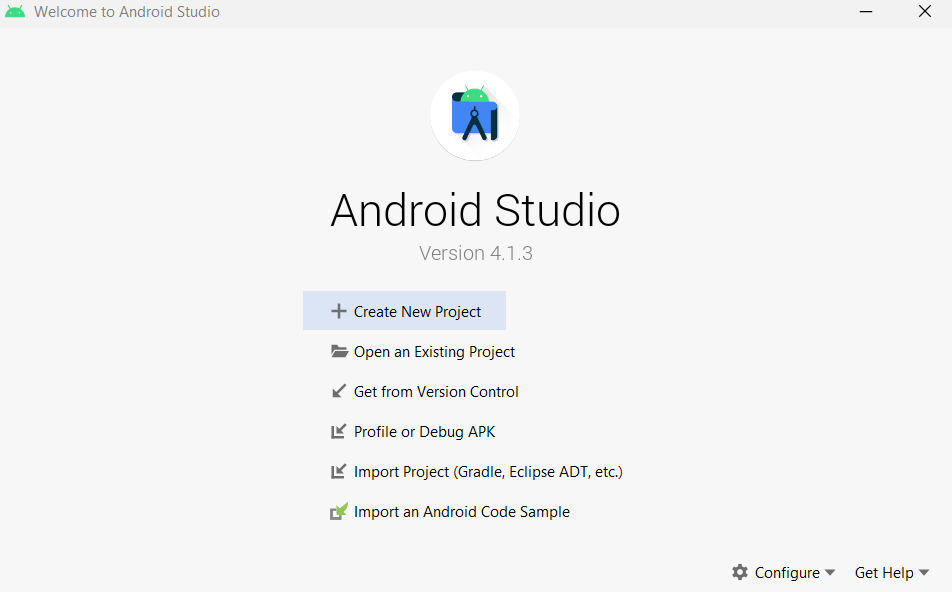 Welcome to Android Studio
Android Studio
Version 4.1.3
Create New Project
Open an Existing Project
Get from Version Control
Profile or Debug APK
Import Project (Gradle, Eclipse ADT, etc.)
Import an Android Code Sample
Configure Get Help